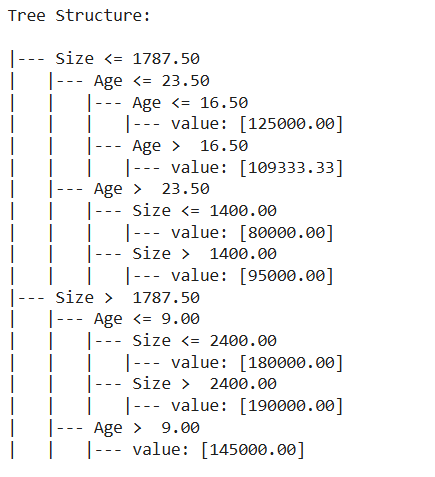 Tree Structure:

|--- Size <= 1787.50
|   |--- Age <= 23.50
|   |   |--- Age <= 16.50
|   |   |   |--- value: [125000.00]
|   |   |--- Age >  16.50
|   |   |   |--- value: [109333.33]
|   |--- Age >  23.50
|   |   |--- Size <= 1400.00
|   |   |   |--- value: [80000.00]
|   |   |--- Size >  1400.00
|   |   |   |--- value: [95000.00]
|--- Size >  1787.50
|   |--- Age <= 9.00
|   |   |--- Size <= 2400.00
|   |   |   |--- value: [180000.00]
|   |   |--- Size >  2400.00
|   |   |   |--- value: [190000.00]
|   |--- Age >  9.00
|   |   |--- value: [145000.00]